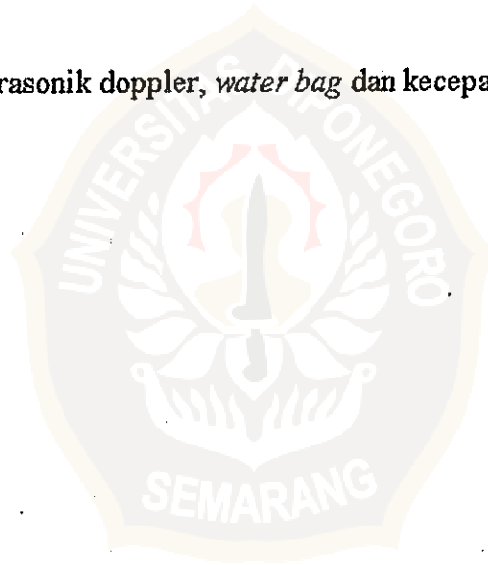 rasonik doppler, water bag dan kecepa
UNIVERSITAS DIPONEGORO
SEMARANG